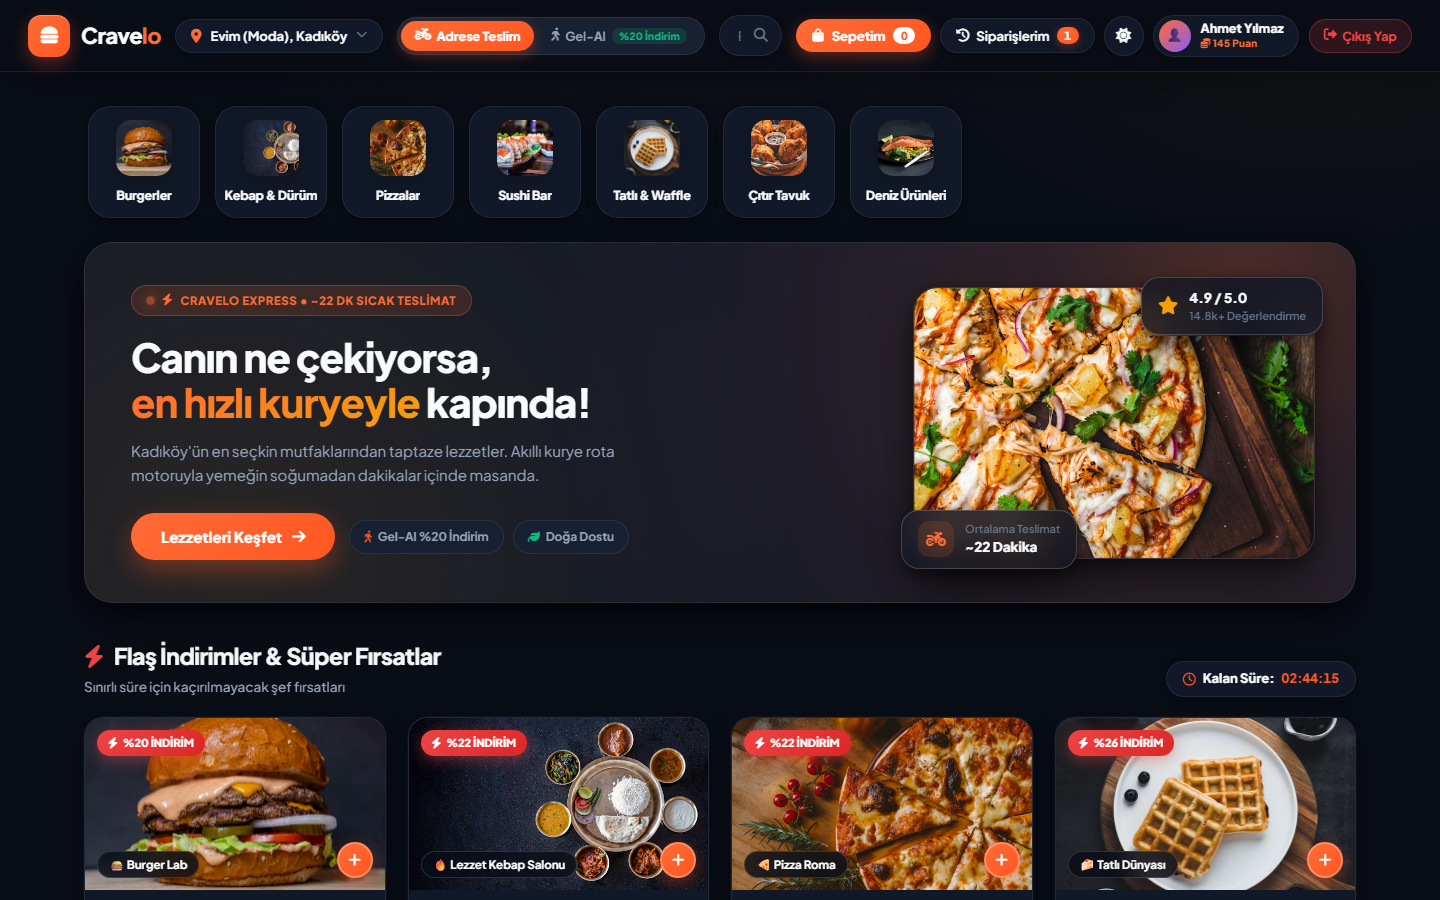 Cravelo
Evim (Moda), Kadıköy
Adrese Teslim
Gel-Al
%20 İndirim
Sepetim 0
Siparişlerim 1
Ahmet Yılmaz
145 Puan
Çıkış Yap
Burgerler
Kebap & Dürüm
Pizzalar
Sushi Bar
Tatlı & Waffle
Çıtır Tavuk
Deniz Ürünleri
CRAVELO EXPRESS • ~22 DK SICAK TESLİMAT
Canın ne çekiyorsa,
en hızlı kuryeyle kapında!
Kadıköy'ün en seçkin mutfaklarından taptaze lezzetler. Akıllı kurye rota
motoruyla yemeğin soğumadan dakikalar içinde masanda.
Lezzetleri Keşfet
Gel-Al %20 İndirim
Doğa Dostu
4.9 / 5.0
14.8k+ Değerlendirme
Ortalama Teslimat
~22 Dakika
Flaş İndirimler & Süper Fırsatlar
Sınırlı süre için kaçırılmayacak şef fırsatları
Kalan Süre: 02:44:15
%20 İNDİRİM
%22 İNDİRİM
%22 İNDİRİM
%26 İNDİRİM
Burger Lab
Lezzet Kebap Salonu
Pizza Roma
Tatlı Dünyası